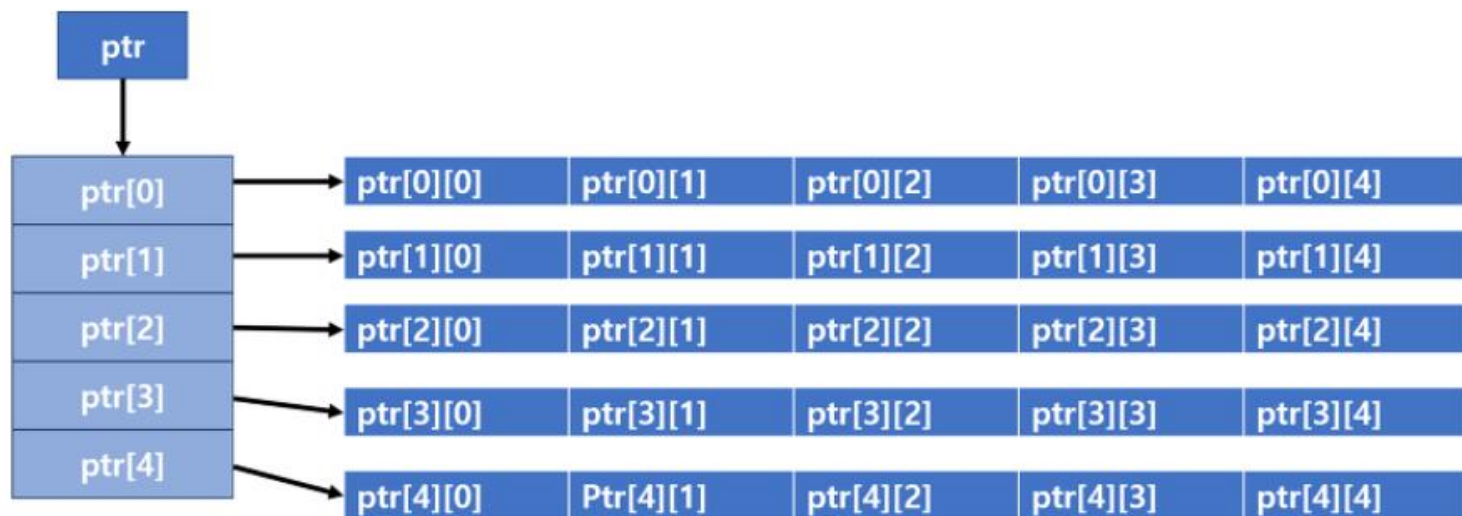 ptr
ptr[0] ptr[0][0] ptr[0][1] ptr[0][2] ptr[0][3] ptr[0][4]
ptr[1] ptr[1][0] ptr[1][1] ptr[1][2] ptr[1][3] ptr[1][4]
ptr[2] ptr[2][0] ptr[2][1] ptr[2][2] ptr[2][3] ptr[2][4]
ptr[3] ptr[3][0] ptr[3][1] ptr[3][2] ptr[3][3] ptr[3][4]
ptr[4] ptr[4][0] Ptr[4][1] ptr[4][2] ptr[4][3] ptr[4][4]